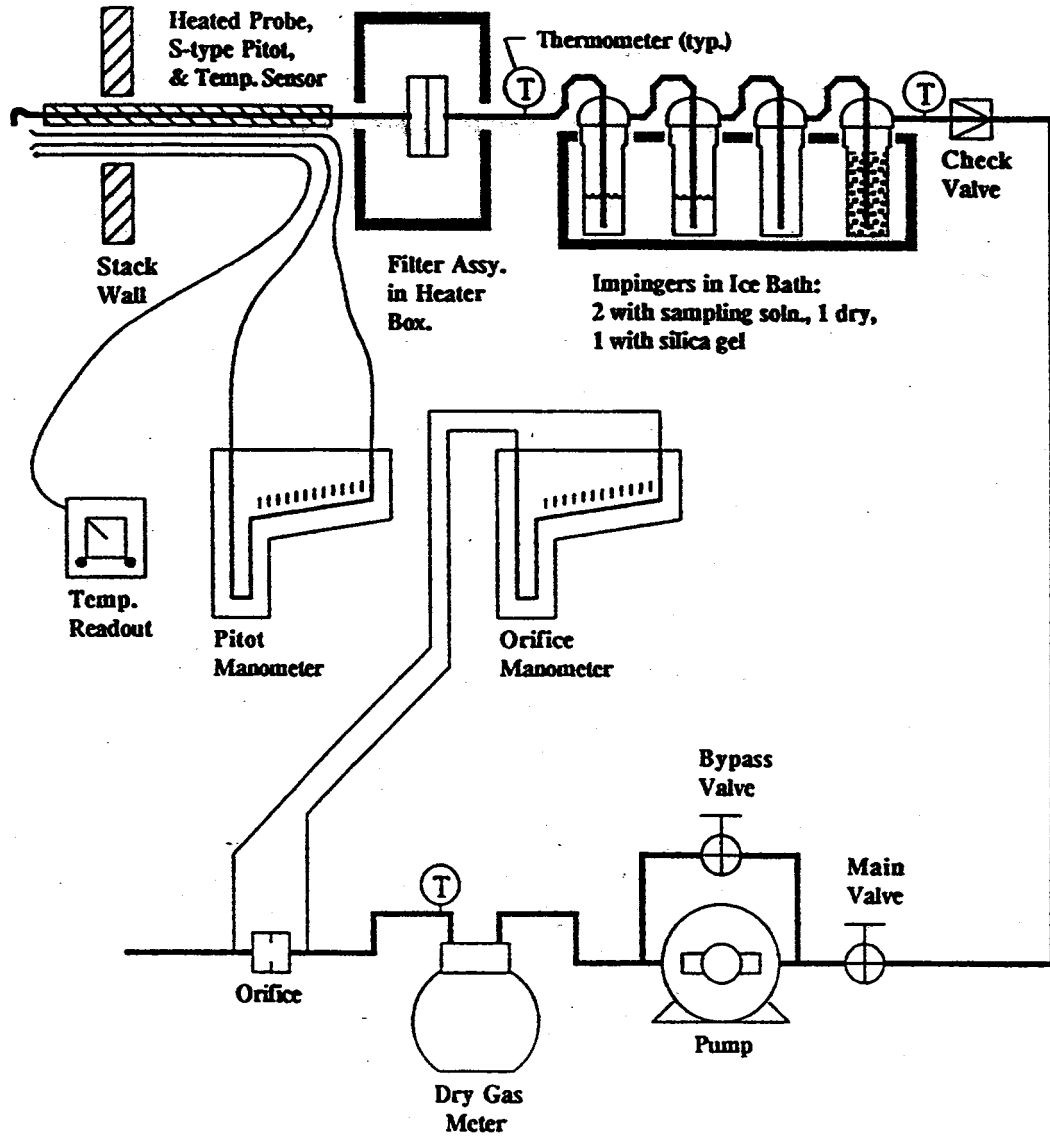 Heated Probe,
S-type Pitot,
& Temp. Sensor
Thermometer (typ.)
T
T
Check
Valve
Stack
Wall
Filter Assy.
in Heater
Box.
Impingers in Ice Bath:
2 with sampling soln., 1 dry,
1 with silica gel
Temp.
Readout
Pitot
Manometer
Orifice
Manometer
Bypass
Valve
Main
Valve
T
Orifice
Pump
Dry Gas
Meter